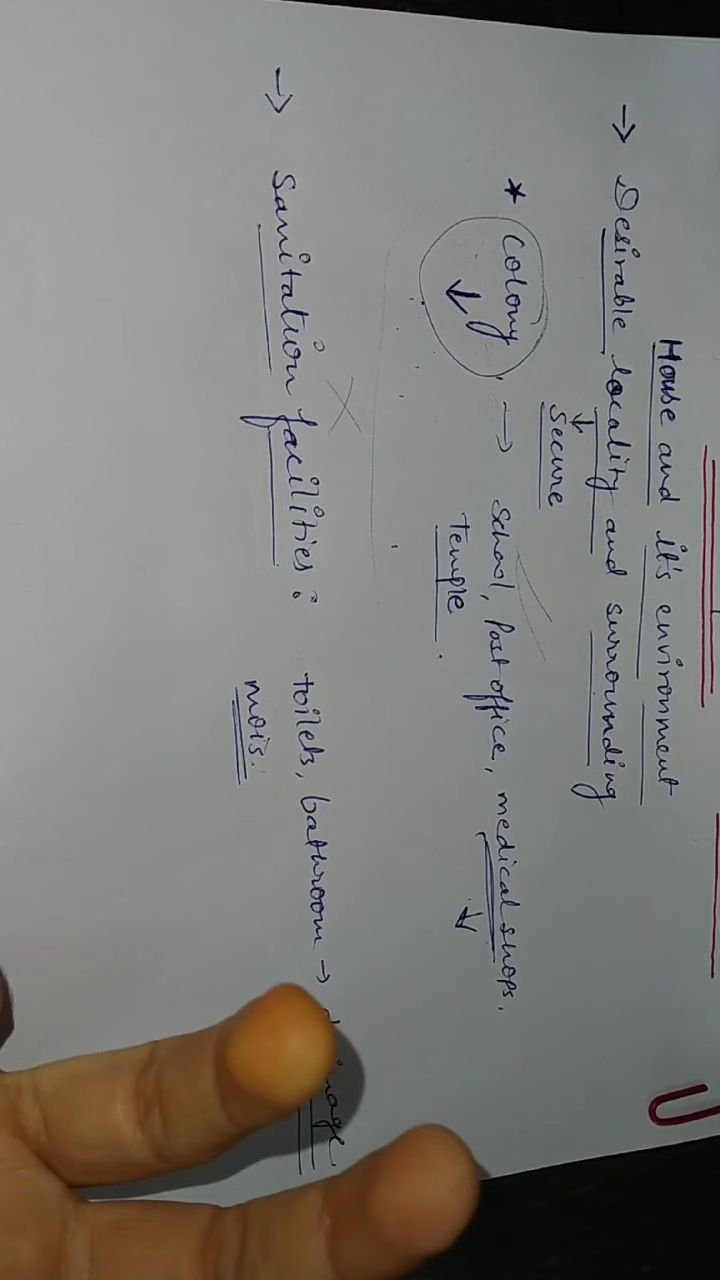 House and it's environment
→ Desirable locality and surrounding
↓
Secure
* Colony → School, Post office, medical shops,
↓ Temple. ↓
→ Sanitation facilities: toilets, bathroom →
mois.